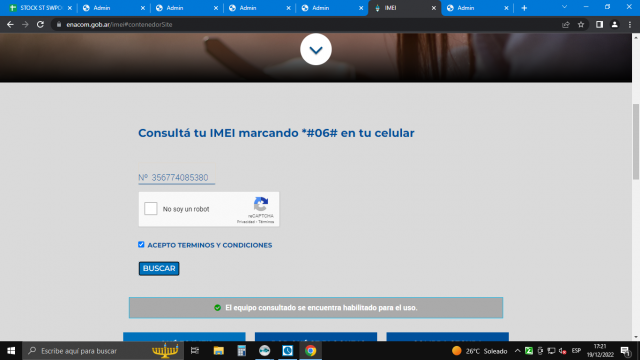 STOCK ST SWPO
Admin
Admin
Admin
Admin
IMEI
Admin
enacom.gob.ar/imei#contenedorSite
Consultá tu IMEI marcando *#06# en tu celular
Nº 356774085380
No soy un robot
reCAPTCHA
Privacidad - Términos
ACEPTO TERMINOS Y CONDICIONES
BUSCAR
El equipo consultado se encuentra habilitado para el uso.
Escribe aquí para buscar
26°C Soleado
ESP
17:21
19/12/2022